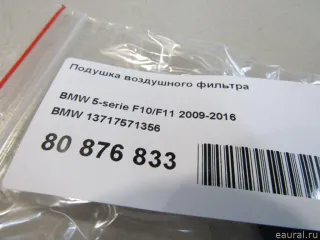 Подушка воздушного фильтра
BMW 5-serie F10/F11 2009-2016
BMW 13717571356
80 876 833
eaural.ru